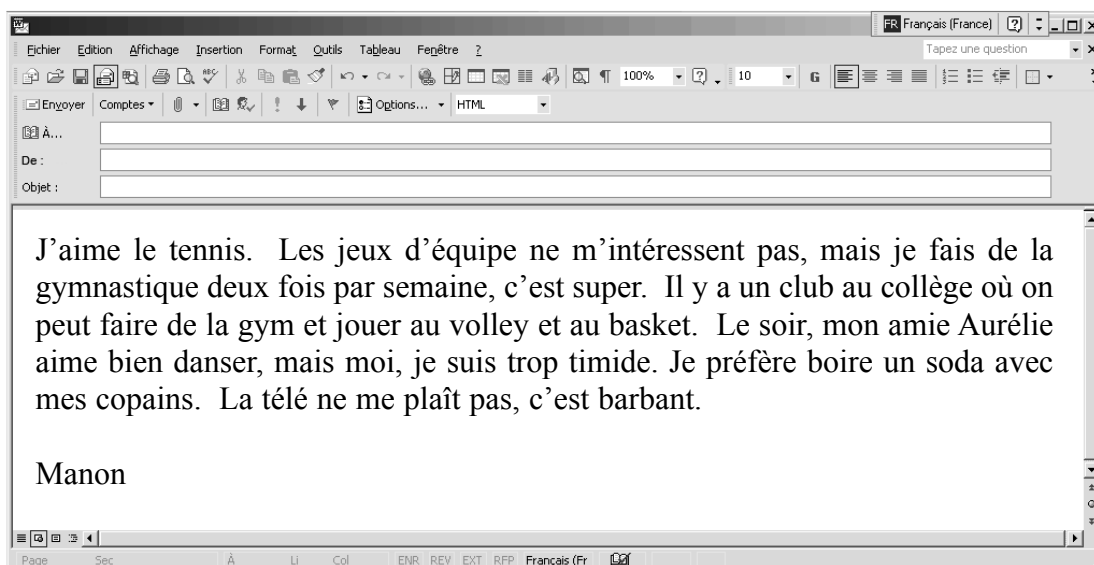 FR Français (France)
Fichier Edition Affichage Insertion Format Outils Tableau Fenêtre ? Tapez une question
100% 10 G
Envoyer Comptes Options... HTML
À...
De :
Objet :
J'aime le tennis. Les jeux d'équipe ne m'intéressent pas, mais je fais de la
gymnastique deux fois par semaine, c'est super. Il y a un club au collège où on
peut faire de la gym et jouer au volley et au basket. Le soir, mon amie Aurélie
aime bien danser, mais moi, je suis trop timide. Je préfère boire un soda avec
mes copains. La télé ne me plaît pas, c'est barbant.
Manon
Page Sec À Li Col ENR REV EXT RFP Français (Fr